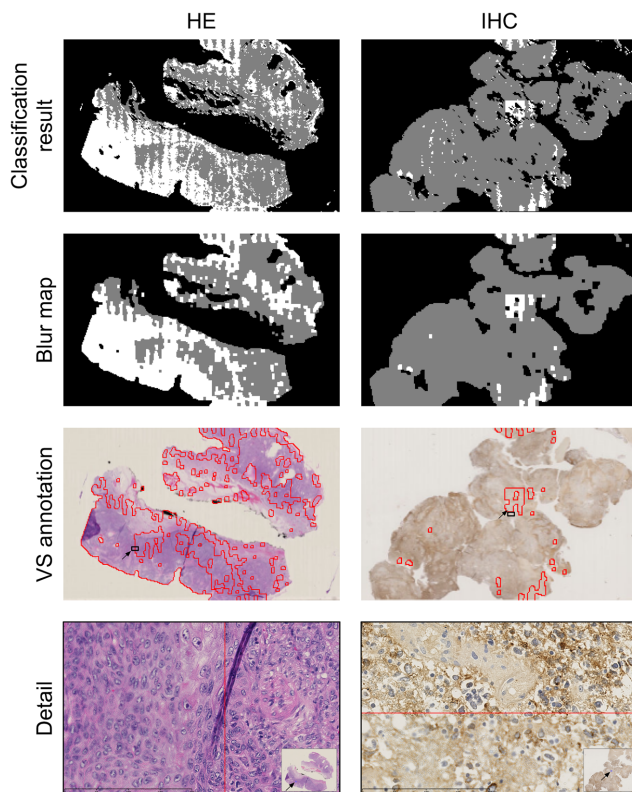 HE
IHC
Classification
result
Blur map
VS annotation
Detail